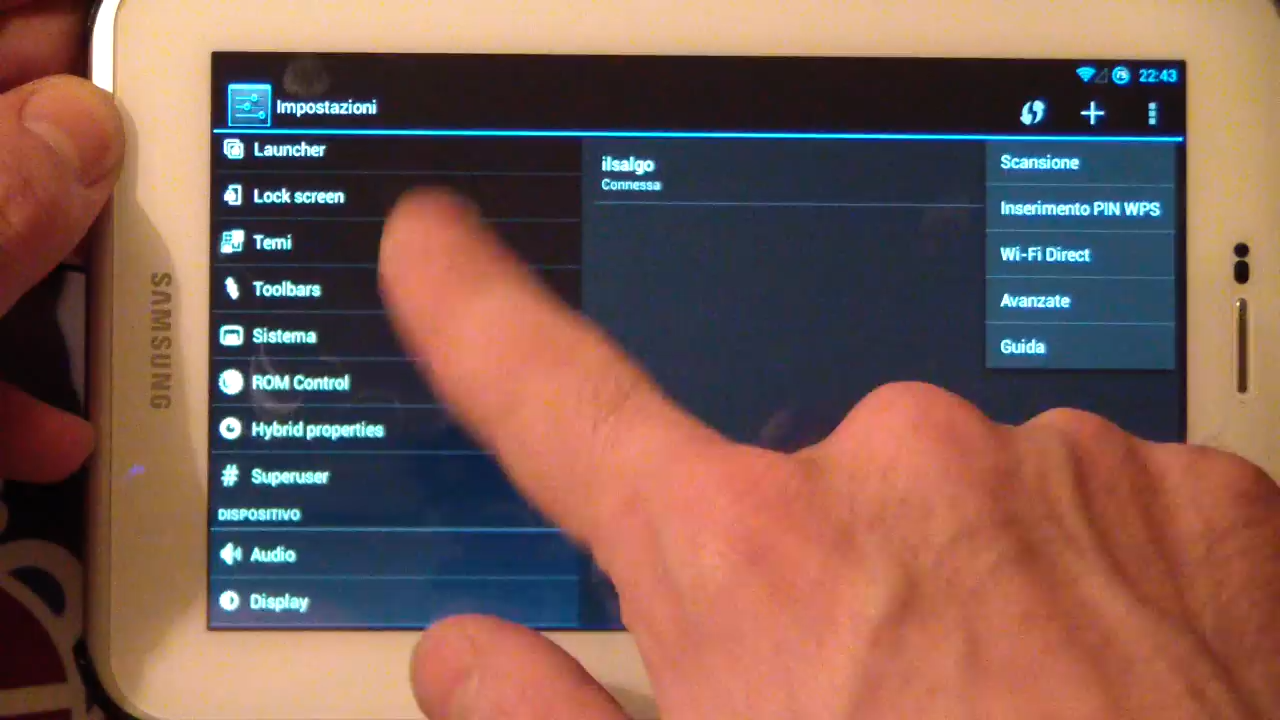 SAMSUNG
22:43
Impostazioni
Launcher
Lock screen
Temi
Toolbars
Sistema
ROM Control
Hybrid properties
# Superuser
DISPOSITIVO
Audio
Display
ilsalgo
Connessa
Scansione
Inserimento PIN WPS
Wi-Fi Direct
Avanzate
Guida